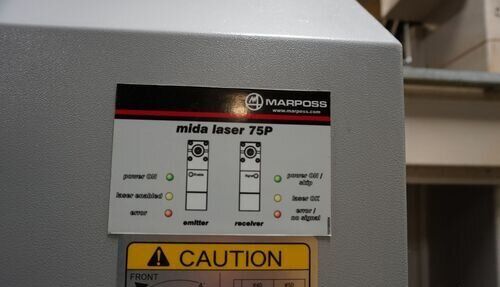 MARPOSS
www.marposs.com
mida laser 75P
power ON
laser enabled
error
emitter
receiver
power ON /
skip
laser OK
error /
no signal
CAUTION
FRONT